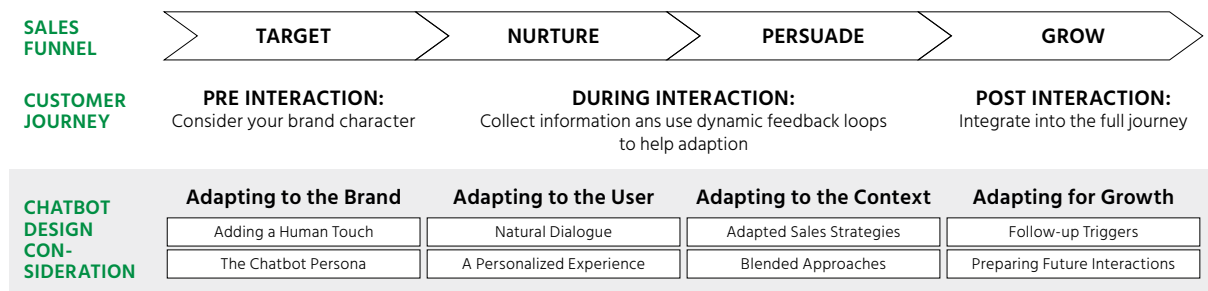 SALES
FUNNEL
TARGET
NURTURE
PERSUADE
GROW
CUSTOMER
JOURNEY
PRE INTERACTION:
Consider your brand character
DURING INTERACTION:
Collect information ans use dynamic feedback loops
to help adaption
POST INTERACTION:
Integrate into the full journey
CHATBOT
DESIGN
CON-
SIDERATION
Adapting to the Brand
Adding a Human Touch
The Chatbot Persona
Adapting to the User
Natural Dialogue
A Personalized Experience
Adapting to the Context
Adapted Sales Strategies
Blended Approaches
Adapting for Growth
Follow-up Triggers
Preparing Future Interactions